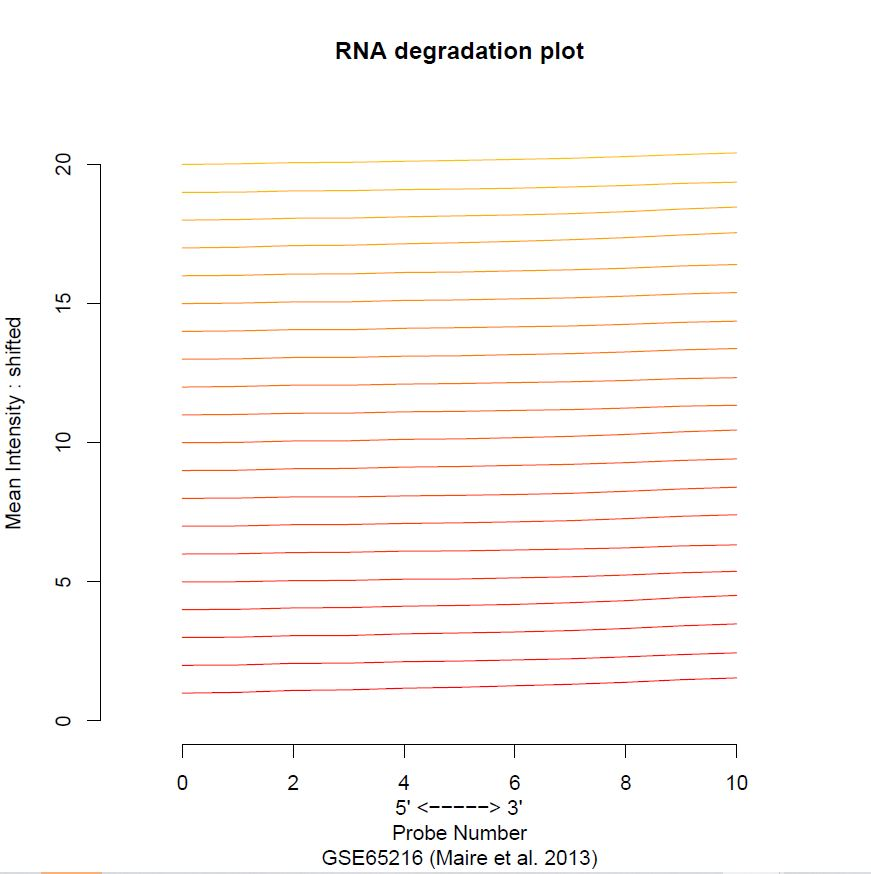 RNA degradation plot
Mean Intensity : shifted
20
15
10
5
0
0 2 4 6 8 10
5' <−−−−−> 3'
Probe Number
GSE65216 (Maire et al. 2013)